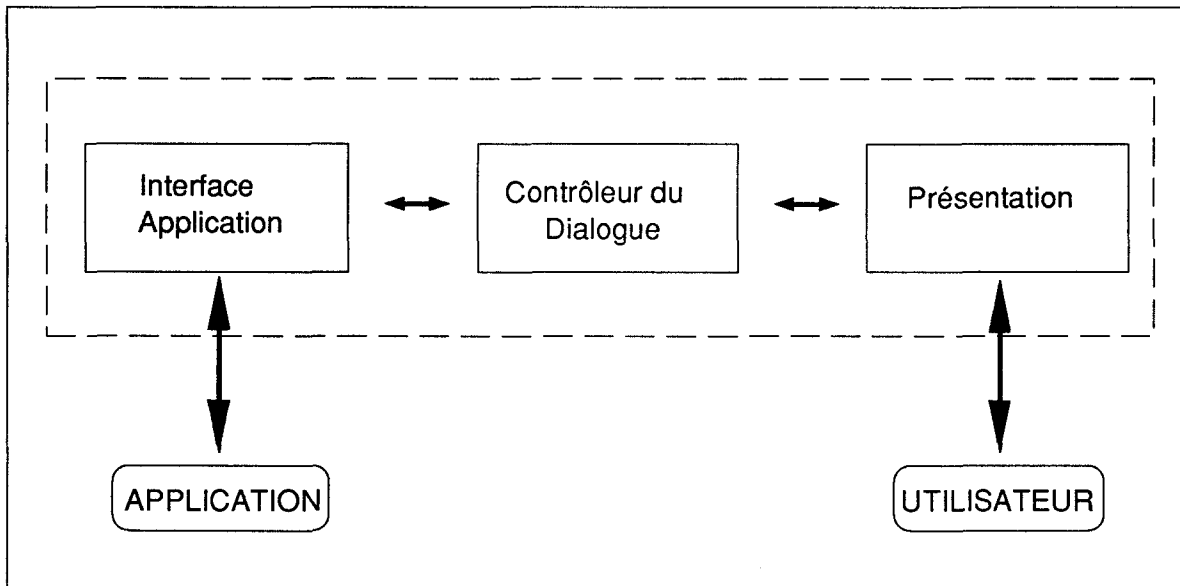 Interface
Application
Contrôleur du
Dialogue
Présentation
APPLICATION
UTILISATEUR